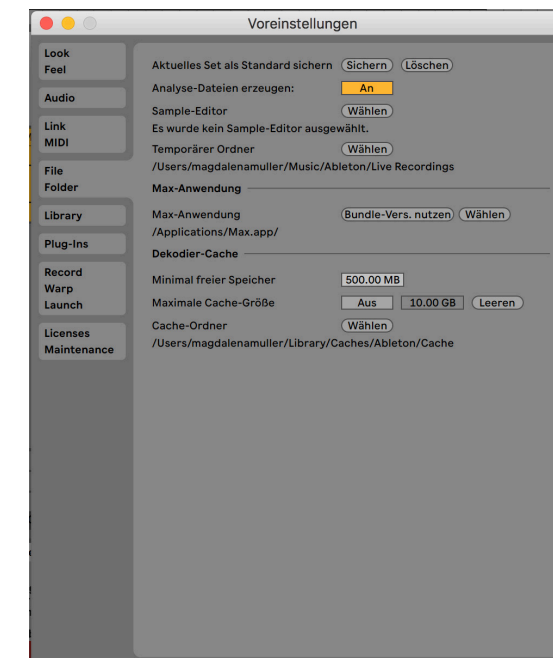 Voreinstellungen
Look
Feel
Audio
Link
MIDI
File
Folder
Library
Plug-Ins
Record
Warp
Launch
Licenses
Maintenance
Aktuelles Set als Standard sichern Sichern Löschen
Analyse-Dateien erzeugen: An
Sample-Editor Wählen
Es wurde kein Sample-Editor ausgewählt.
Temporärer Ordner Wählen
/Users/magdalenamuller/Music/Ableton/Live Recordings
Max-Anwendung
Max-Anwendung Bundle-Vers. nutzen Wählen
/Applications/Max.app/
Dekodier-Cache
Minimal freier Speicher 500.00 MB
Maximale Cache-Größe Aus 10.00 GB Leeren
Cache-Ordner Wählen
/Users/magdalenamuller/Library/Caches/Ableton/Cache